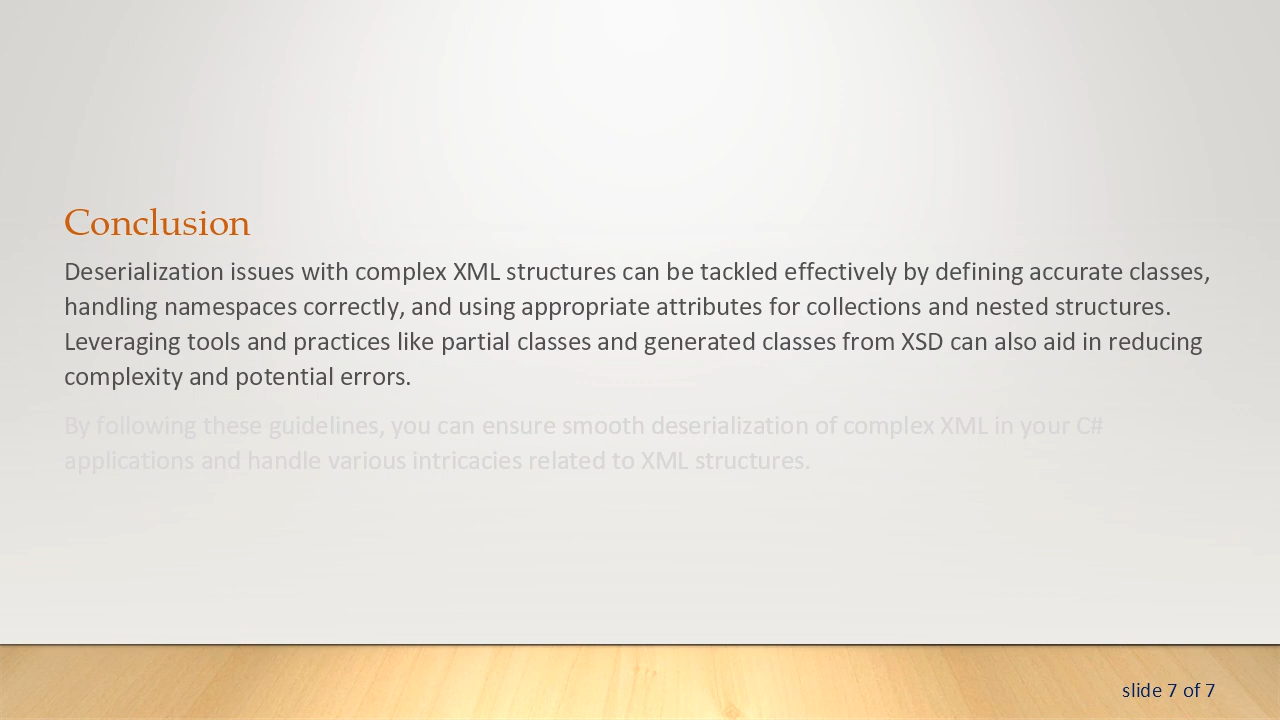 Conclusion
Deserialization issues with complex XML structures can be tackled effectively by defining accurate classes,
handling namespaces correctly, and using appropriate attributes for collections and nested structures.
Leveraging tools and practices like partial classes and generated classes from XSD can also aid in reducing
complexity and potential errors.
By following these guidelines, you can ensure smooth deserialization of complex XML in your C#
applications and handle various intricacies related to XML structures.
slide 7 of 7